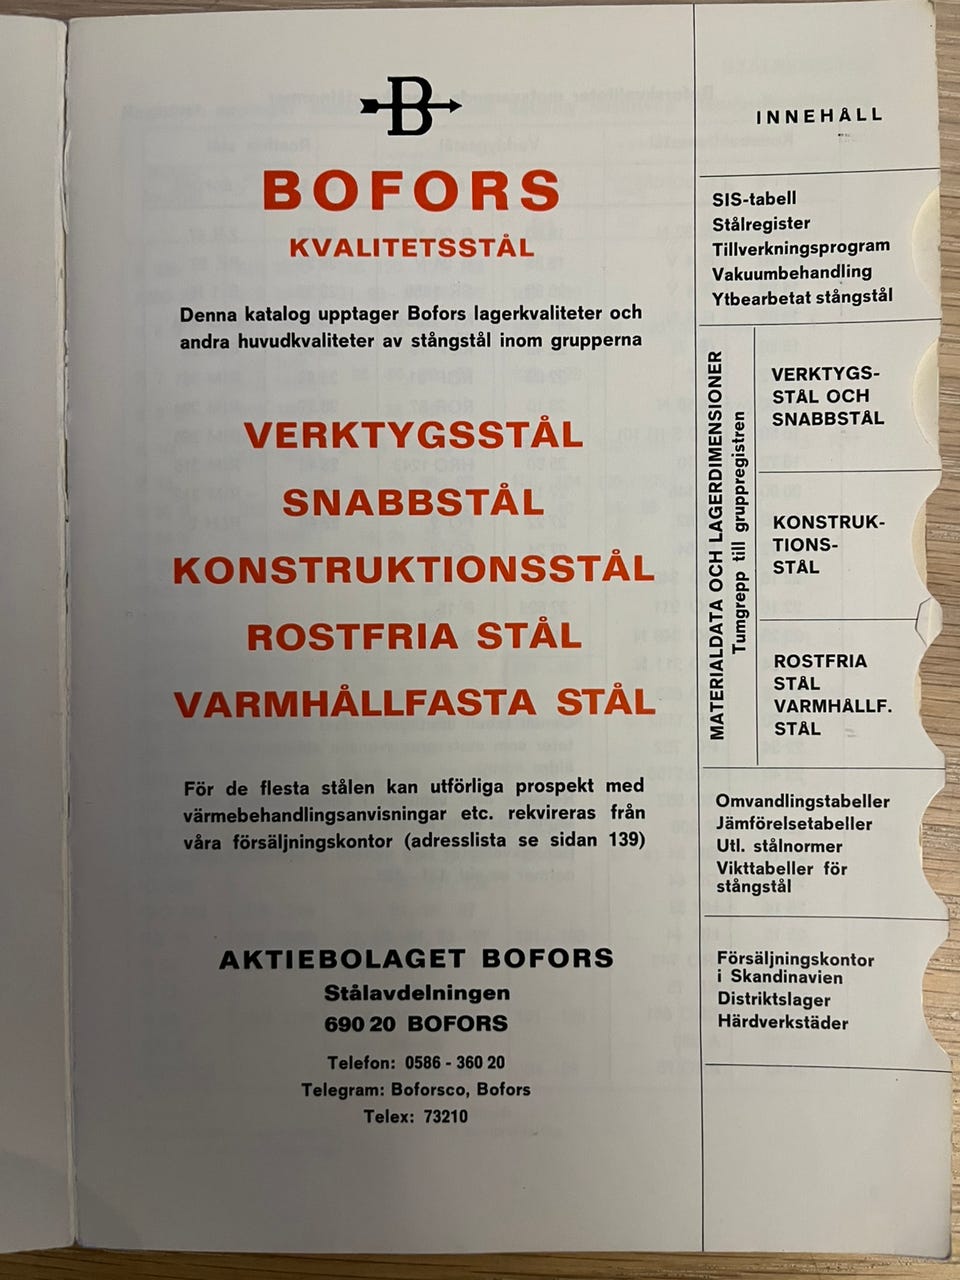 B
BOFORS
KVALITETSSTÅL
Denna katalog upptager Bofors lagerkvaliteter och
andra huvudkvaliteter av stångstål inom grupperna
VERKTYGSSTÅL
SNABBSTÅL
KONSTRUKTIONSSTÅL
ROSTFRIA STÅL
VARMHÅLLFASTA STÅL
För de flesta stålen kan utförliga prospekt med
värmebehandlingsanvisningar etc. rekvireras från
våra försäljningskontor (adresslista se sidan 139)
AKTIEBOLAGET BOFORS
Stålavdelningen
690 20 BOFORS
Telefon: 0586 - 360 20
Telegram: Boforsco, Bofors
Telex: 73210
INNEHÅLL
SIS-tabell
Stålregister
Tillverkningsprogram
Vakuumbehandling
Ytbearbetat stångstål
MATERIALDATA OCH LAGERDIMENSIONER
Tumgrepp till gruppregistren
VERKTYGS-
STÅL OCH
SNABBSTÅL
KONSTRUK-
TIONS-
STÅL
ROSTFRIA
STÅL
VARMHÅLLF.
STÅL
Omvandlingstabeller
Jämförelsetabeller
Utl. stålnormer
Vikttabeller för
stångstål
Försäljningskontor
i Skandinavien
Distriktslager
Härdverkstäder